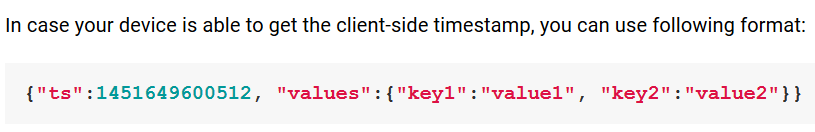 In case your device is able to get the client-side timestamp, you can use following format:
{"ts":1451649600512, "values":{"key1":"value1", "key2":"value2"}}